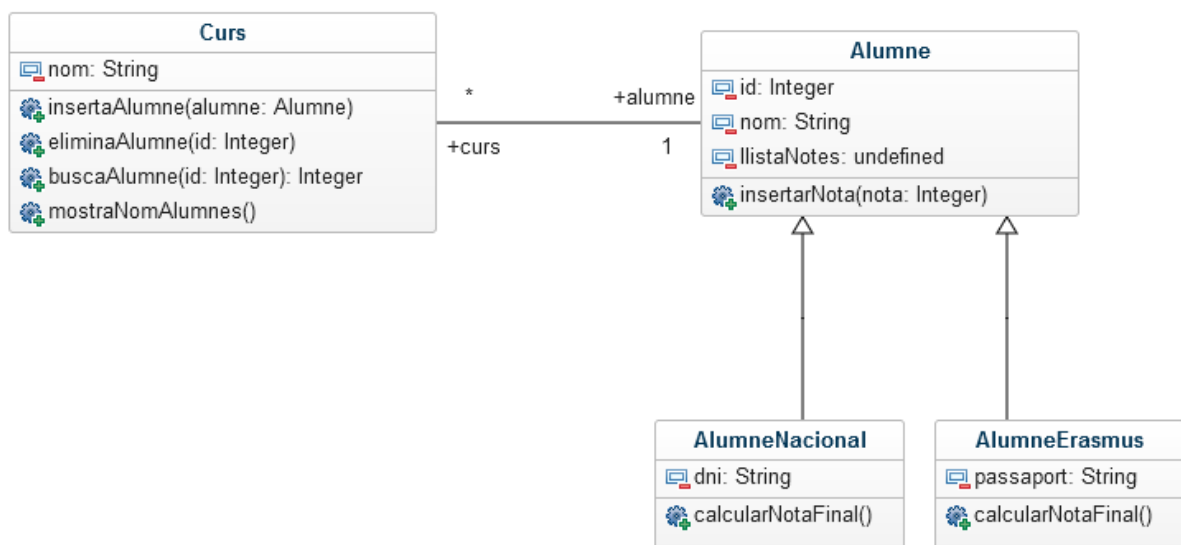 Curs
nom: String
insertaAlumne(alumne: Alumne)
eliminaAlumne(id: Integer)
buscaAlumne(id: Integer): Integer
mostraNomAlumnes()
*
+alumne
+curs
1
Alumne
id: Integer
nom: String
llistaNotes: undefined
insertarNota(nota: Integer)
AlumneNacional
dni: String
calcularNotaFinal()
AlumneErasmus
passaport: String
calcularNotaFinal()